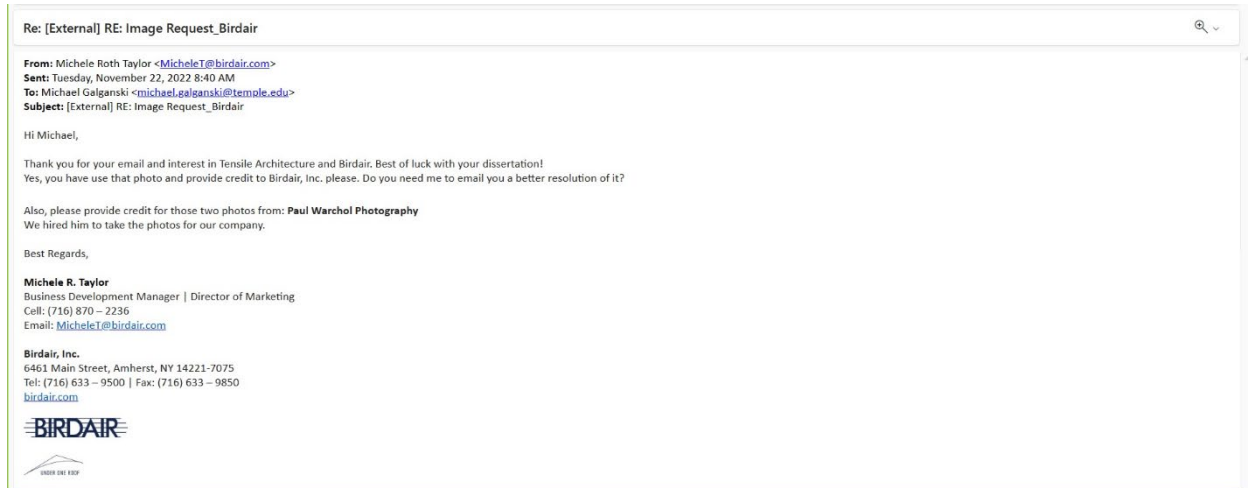 Re: [External] RE: Image Request_Birdair
From: Michele Roth Taylor <MicheleT@birdair.com>
Sent: Tuesday, November 22, 2022 8:40 AM
To: Michael Galganski <michael.galganski@temple.edu>
Subject: [External] RE: Image Request_Birdair
Hi Michael,
Thank you for your email and interest in Tensile Architecture and Birdair. Best of luck with your dissertation!
Yes, you have use that photo and provide credit to Birdair, Inc. please. Do you need me to email you a better resolution of it?
Also, please provide credit for those two photos from: Paul Warchol Photography
We hired him to take the photos for our company.
Best Regards,
Michele R. Taylor
Business Development Manager | Director of Marketing
Cell: (716) 870 – 2236
Email: MicheleT@birdair.com
Birdair, Inc.
6461 Main Street, Amherst, NY 14221-7075
Tel: (716) 633 – 9500 | Fax: (716) 633 – 9850
birdair.com
BIRDAIR
UNDER ONE ROOF